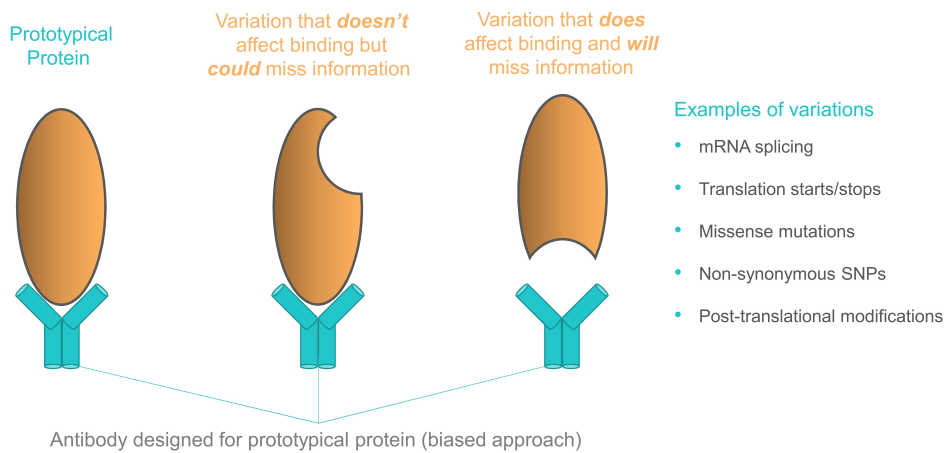 Prototypical
Protein
Variation that doesn't
affect binding but
could miss information
Variation that does
affect binding and will
miss information
Examples of variations
• mRNA splicing
• Translation starts/stops
• Missense mutations
• Non-synonymous SNPs
• Post-translational modifications
Antibody designed for prototypical protein (biased approach)